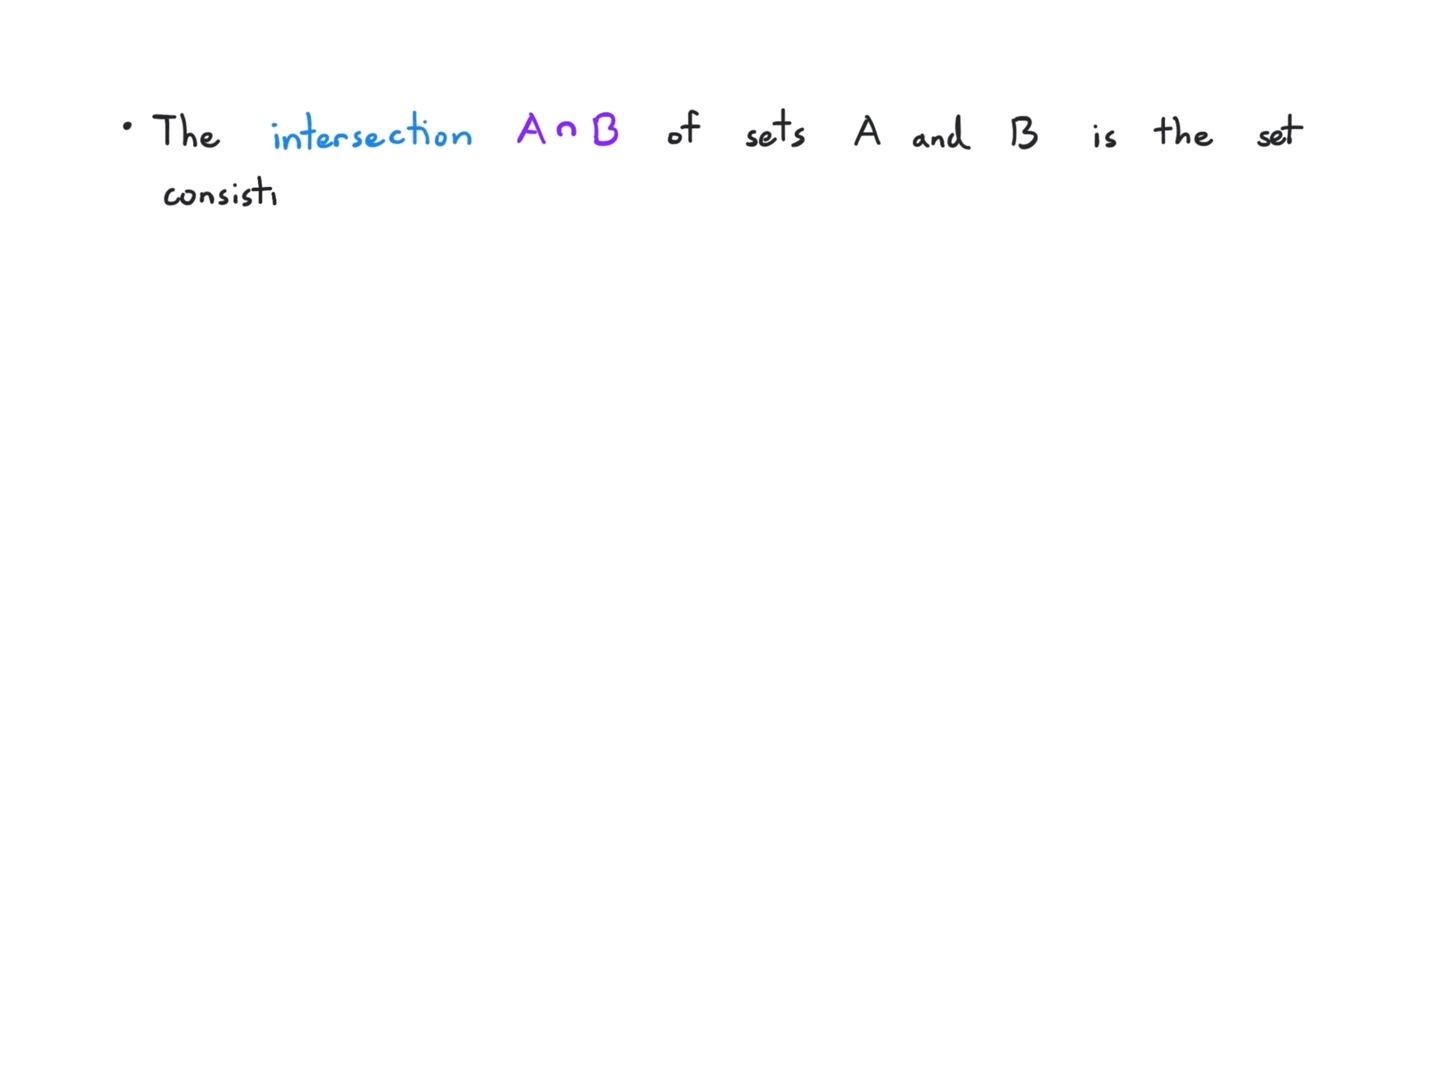 • The intersection A ∩ B of sets A and B is the set
consisti